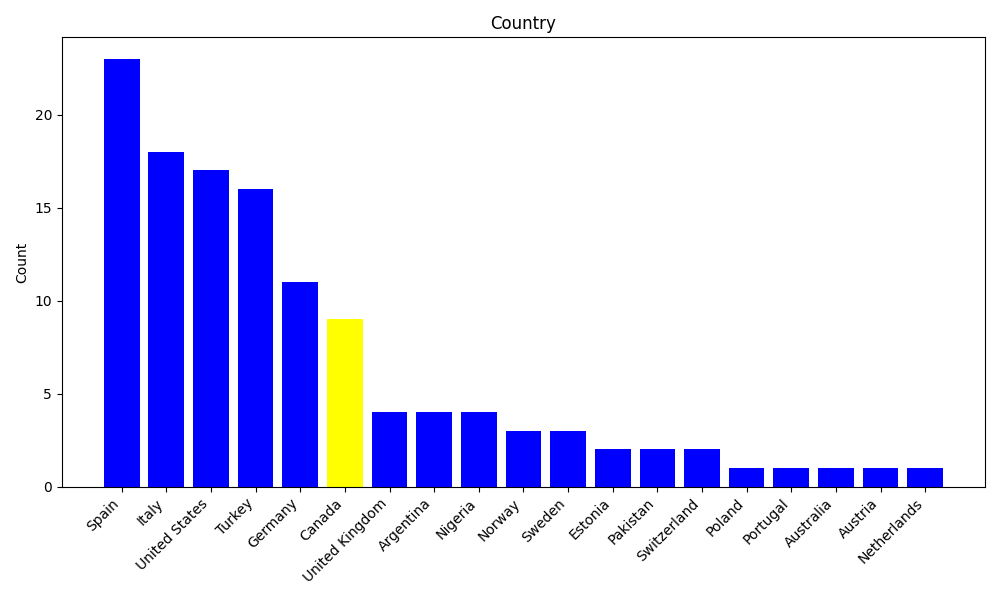 Country
Count
20
15
10
5
0
Spain
Italy
United States
Turkey
Germany
Canada
United Kingdom
Argentina
Nigeria
Norway
Sweden
Estonia
Pakistan
Switzerland
Poland
Portugal
Australia
Austria
Netherlands